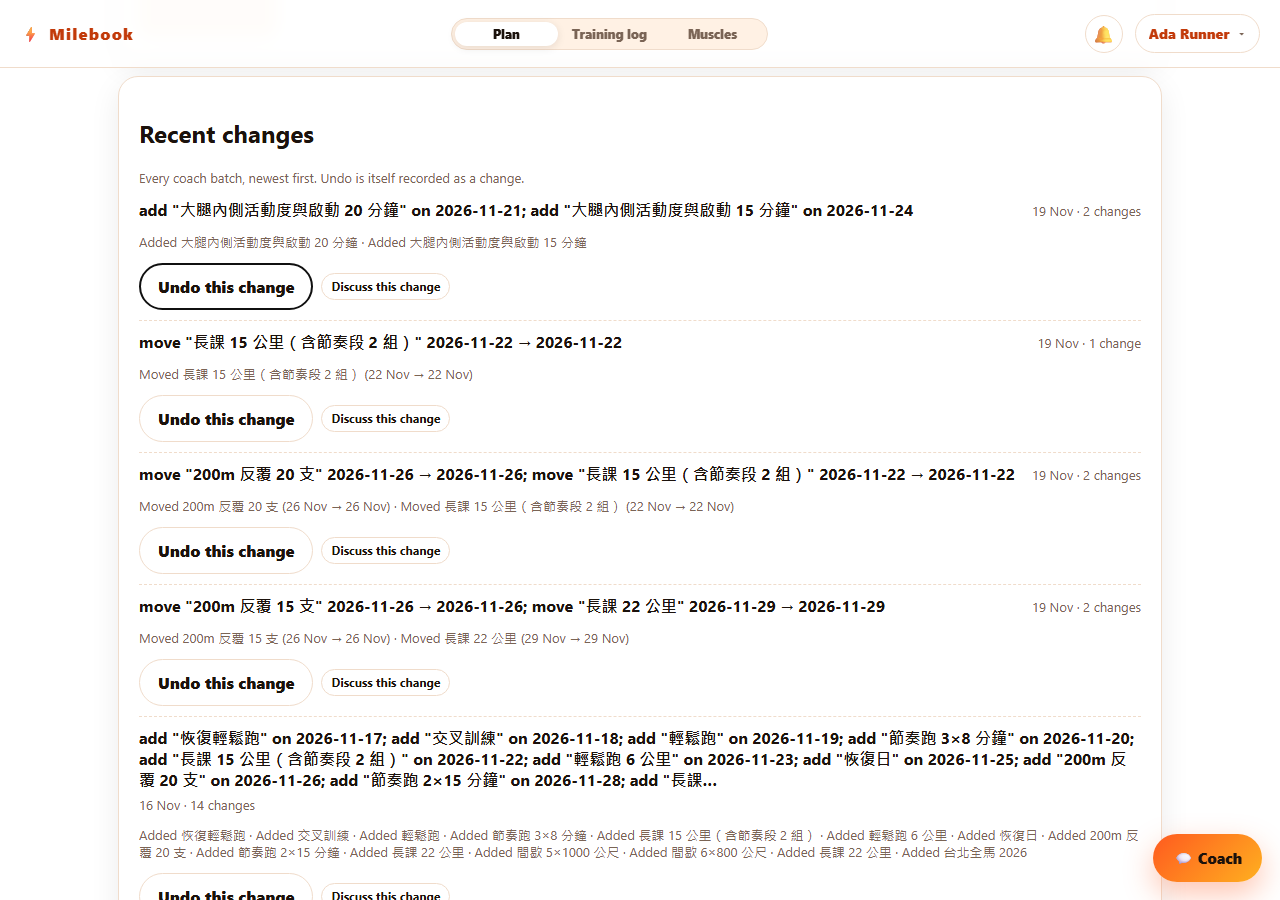 Milebook
Plan
Training log
Muscles
Ada Runner
Recent changes
Every coach batch, newest first. Undo is itself recorded as a change.
add "大腿內側活動度與啟動 20 分鐘" on 2026-11-21; add "大腿內側活動度與啟動 15 分鐘" on 2026-11-24
19 Nov · 2 changes
Added 大腿內側活動度與啟動 20 分鐘 · Added 大腿內側活動度與啟動 15 分鐘
Undo this change
Discuss this change
move "長課 15 公里（含節奏段 2 組）" 2026-11-22 → 2026-11-22
19 Nov · 1 change
Moved 長課 15 公里（含節奏段 2 組） (22 Nov → 22 Nov)
Undo this change
Discuss this change
move "200m 反覆 20 支" 2026-11-26 → 2026-11-26; move "長課 15 公里（含節奏段 2 組）" 2026-11-22 → 2026-11-22
19 Nov · 2 changes
Moved 200m 反覆 20 支 (26 Nov → 26 Nov) · Moved 長課 15 公里（含節奏段 2 組） (22 Nov → 22 Nov)
Undo this change
Discuss this change
move "200m 反覆 15 支" 2026-11-26 → 2026-11-26; move "長課 22 公里" 2026-11-29 → 2026-11-29
19 Nov · 2 changes
Moved 200m 反覆 15 支 (26 Nov → 26 Nov) · Moved 長課 22 公里 (29 Nov → 29 Nov)
Undo this change
Discuss this change
add "恢復輕鬆跑" on 2026-11-17; add "交叉訓練" on 2026-11-18; add "輕鬆跑" on 2026-11-19; add "節奏跑 3×8 分鐘" on 2026-11-20;
add "長課 15 公里（含節奏段 2 組）" on 2026-11-22; add "輕鬆跑 6 公里" on 2026-11-23; add "恢復日" on 2026-11-25; add "200m 反
覆 20 支" on 2026-11-26; add "節奏跑 2×15 分鐘" on 2026-11-28; add "長課...
16 Nov · 14 changes
Added 恢復輕鬆跑 · Added 交叉訓練 · Added 輕鬆跑 · Added 節奏跑 3×8 分鐘 · Added 長課 15 公里（含節奏段 2 組） · Added 輕鬆跑 6 公里 · Added 恢復日 · Added 200m 反
覆 20 支 · Added 節奏跑 2×15 分鐘 · Added 長課 22 公里 · Added 間歇 5×1000 公尺 · Added 間歇 6×800 公尺 · Added 長課 22 公里 · Added 台北全馬 2026
Undo this change
Discuss this change
Coach